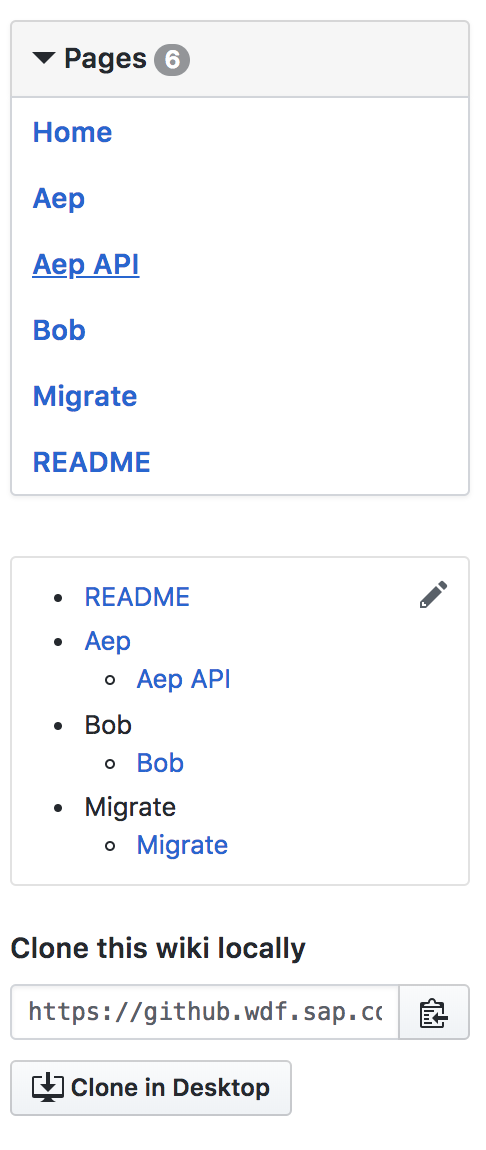 Pages 6
Home
Aep
Aep API
Bob
Migrate
README
README
Aep
Aep API
Bob
Bob
Migrate
Migrate
Clone this wiki locally
https://github.wdf.sap.co
Clone in Desktop